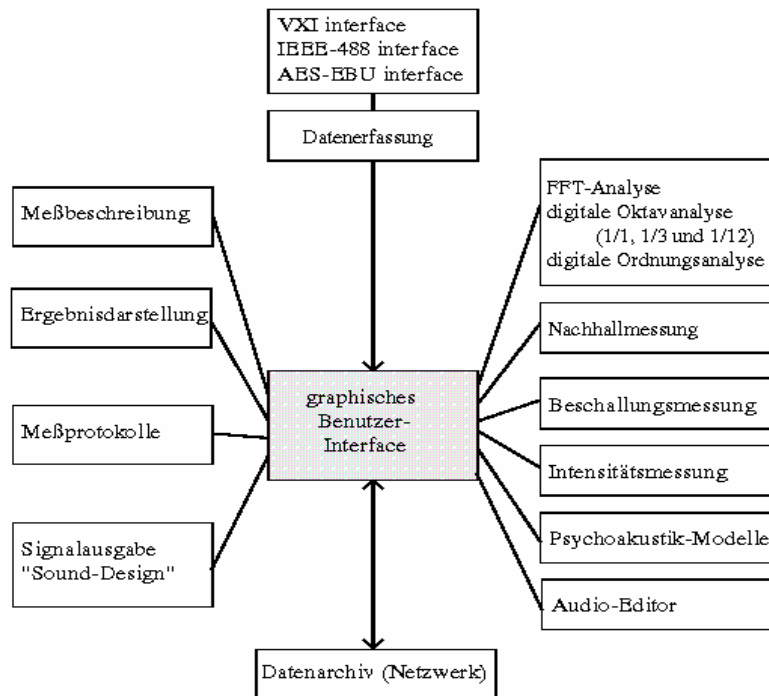 VXI interface
IEEE-488 interface
AES-EBU interface
Datenerfassung
Meßbeschreibung
Ergebnisdarstellung
Meßprotokolle
Signalausgabe
"Sound-Design"
graphisches
Benutzer-
Interface
FFT-Analyse
digitale Oktavanalyse
(1/1, 1/3 und 1/12)
digitale Ordnungsanalyse
Nachhallmessung
Beschallungsmessung
Intensitätsmessung
Psychoakustik-Modelle
Audio-Editor
Datenarchiv (Netzwerk)